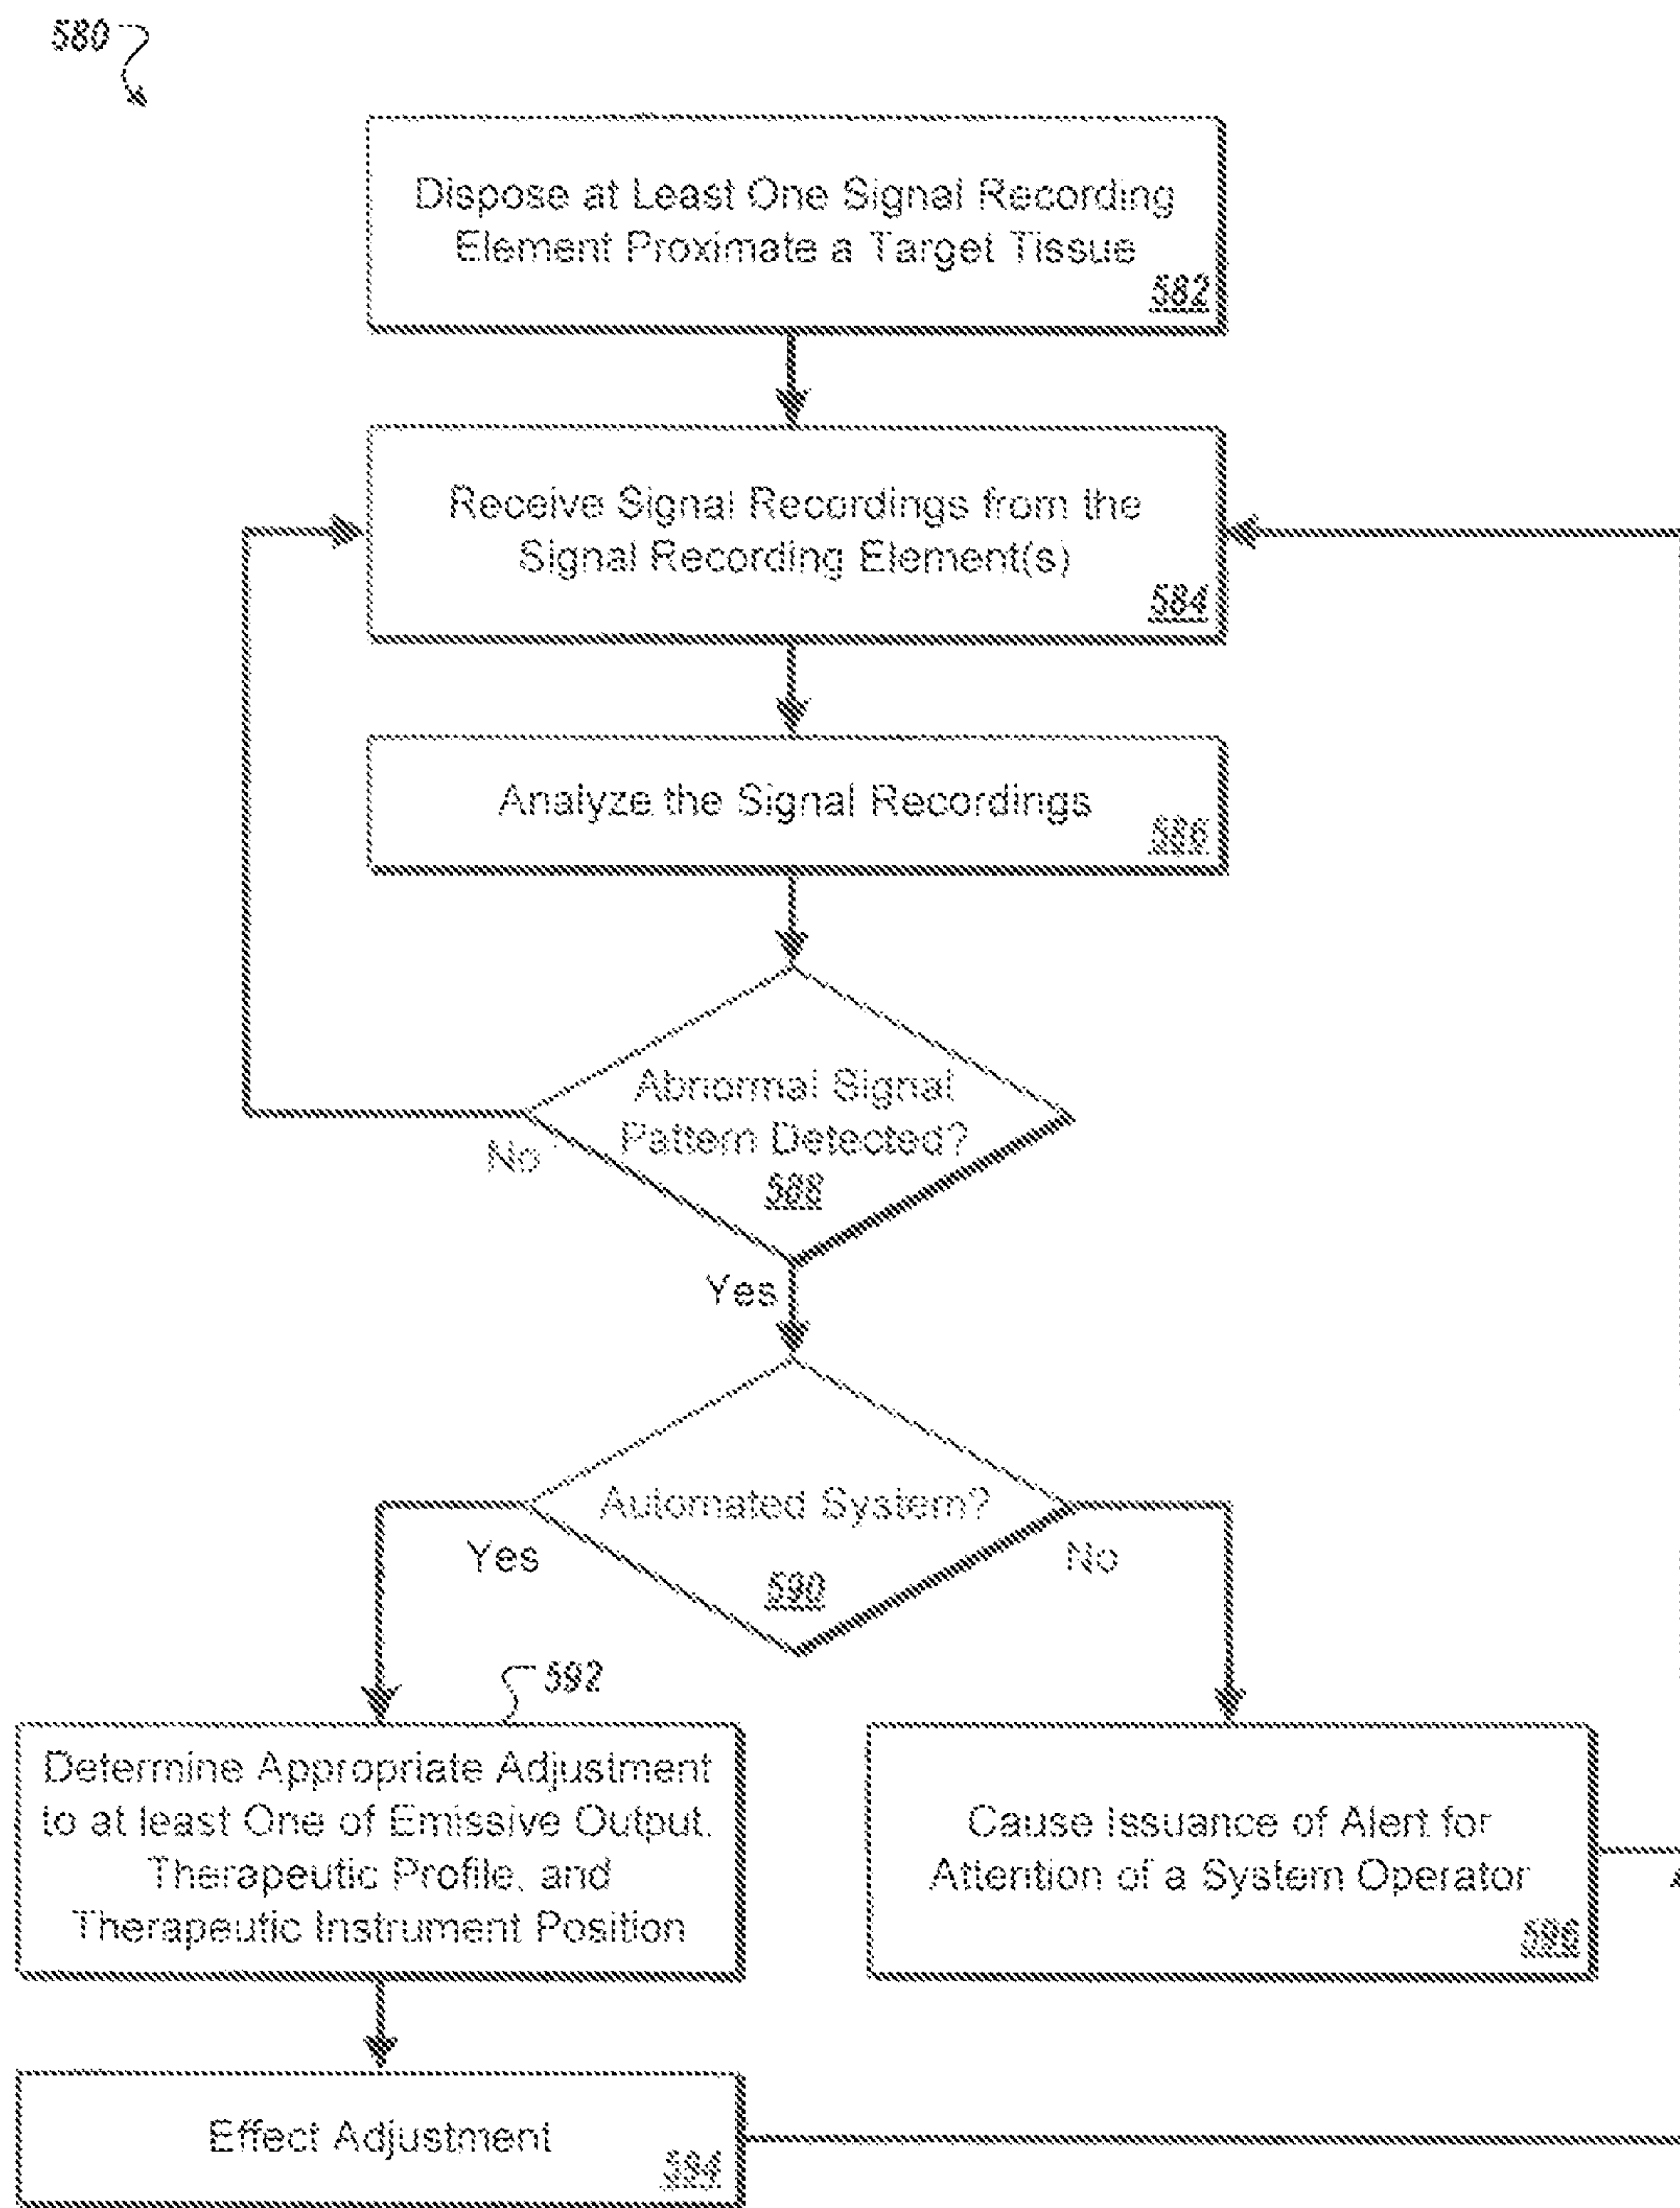 580
Dispose at Least One Signal Recording
Element Proximate a Target Tissue
582
Receive Signal Recordings from the
Signal Recording Element(s)
584
Analyze the Signal Recordings
586
Abnormal Signal
Pattern Detected?
588
No
Yes
Automated System?
590
Yes
No
592
Determine Appropriate Adjustment
to at least One of Emissive Output,
Therapeutic Profile, and
Therapeutic Instrument Position
Cause Issuance of Alert for
Attention of a System Operator
596
Effect Adjustment
594